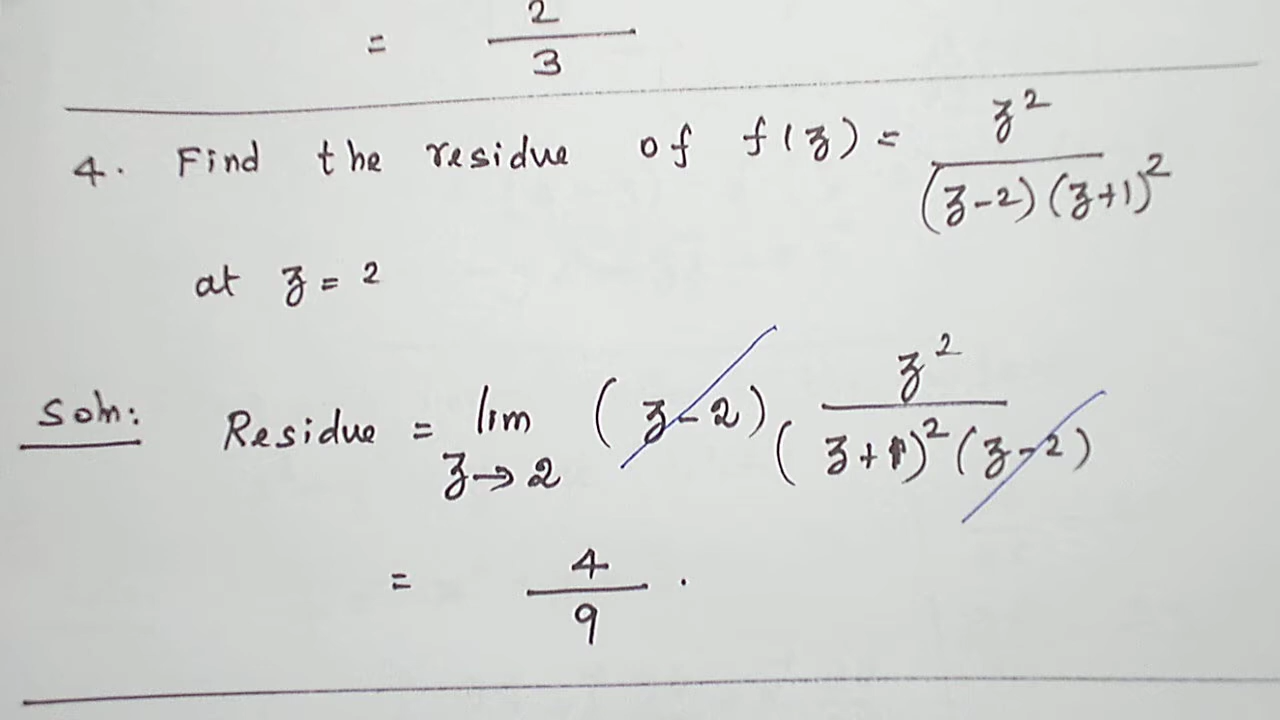 = 2/3
4. Find the residue of f(z) = z²/((z-2)(z+1)²)
at z = 2
Soln: Residue = lim z→2 (z-2) z²/((z+1)²(z-2))
= 4/9.